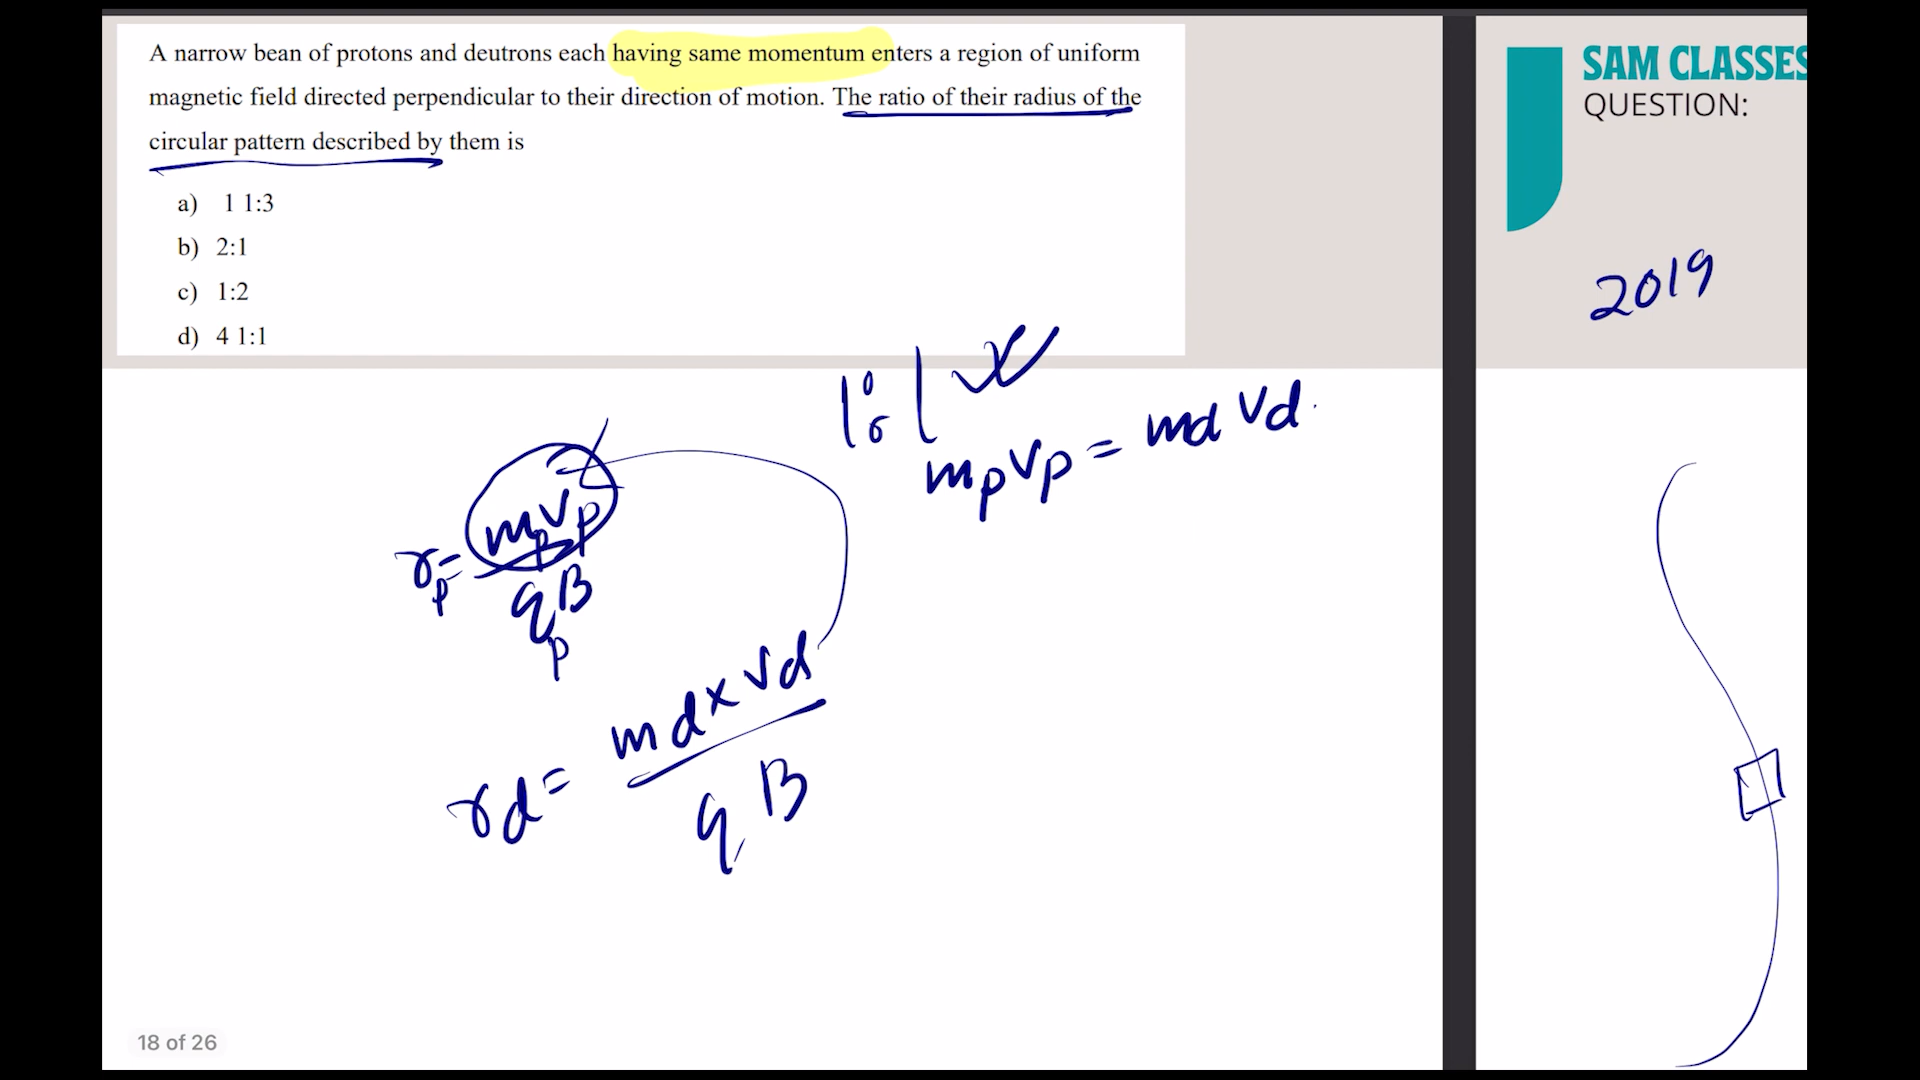 A narrow bean of protons and deutrons each having same momentum enters a region of uniform
magnetic field directed perpendicular to their direction of motion. The ratio of their radius of the
circular pattern described by them is
a) 1 1:3
b) 2:1
c) 1:2
d) 4 1:1
SAM CLASSES
QUESTION:
2019
mpvp = md vd.
rp = mpvp
qpB
rd = md x vd
qB
18 of 26